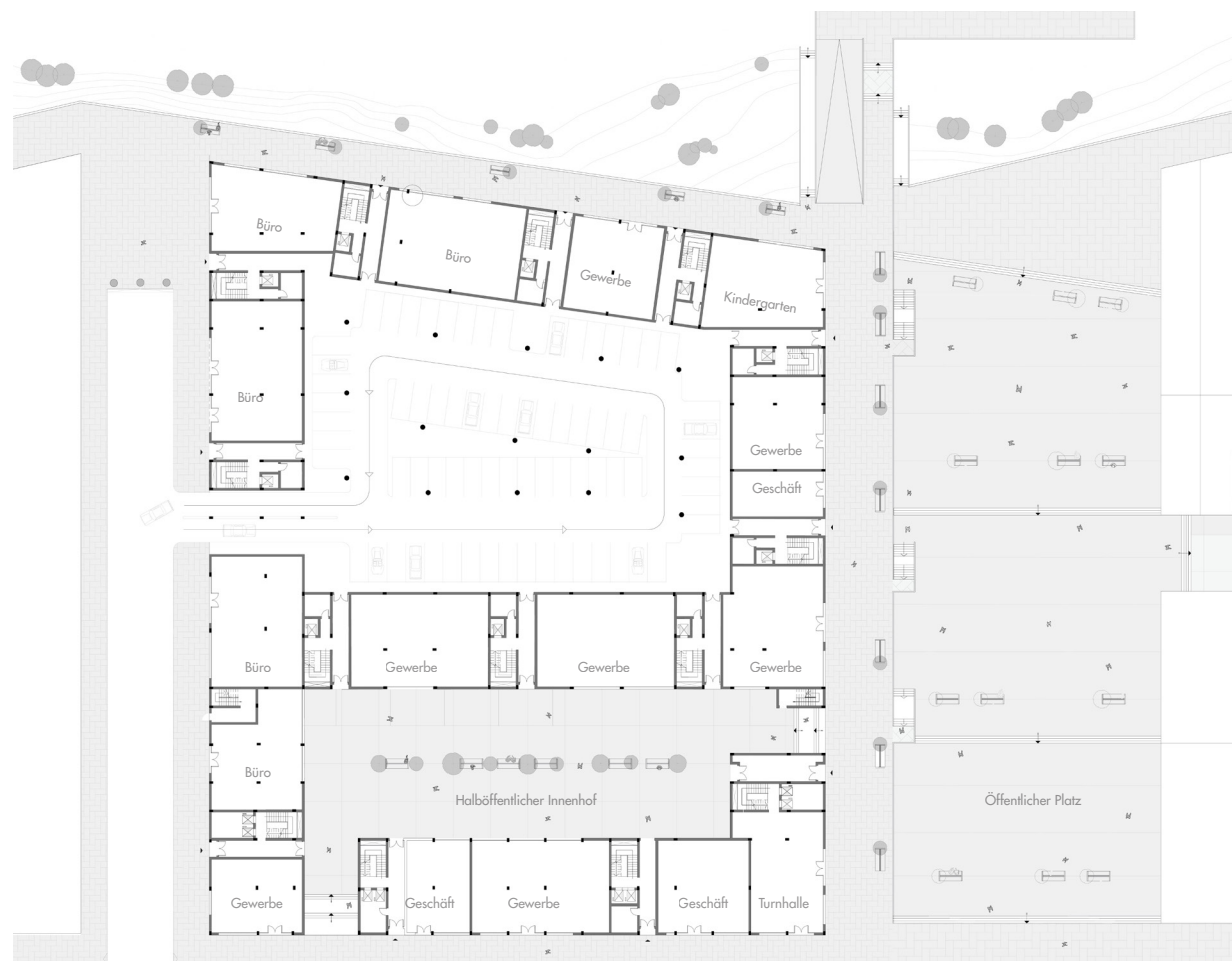 Büro
Büro
Gewerbe
Kindergarten
Büro
Gewerbe
Geschäft
Büro
Gewerbe
Gewerbe
Gewerbe
Büro
Halböffentlicher Innenhof
Öffentlicher Platz
Gewerbe
Geschäft
Gewerbe
Geschäft
Turnhalle